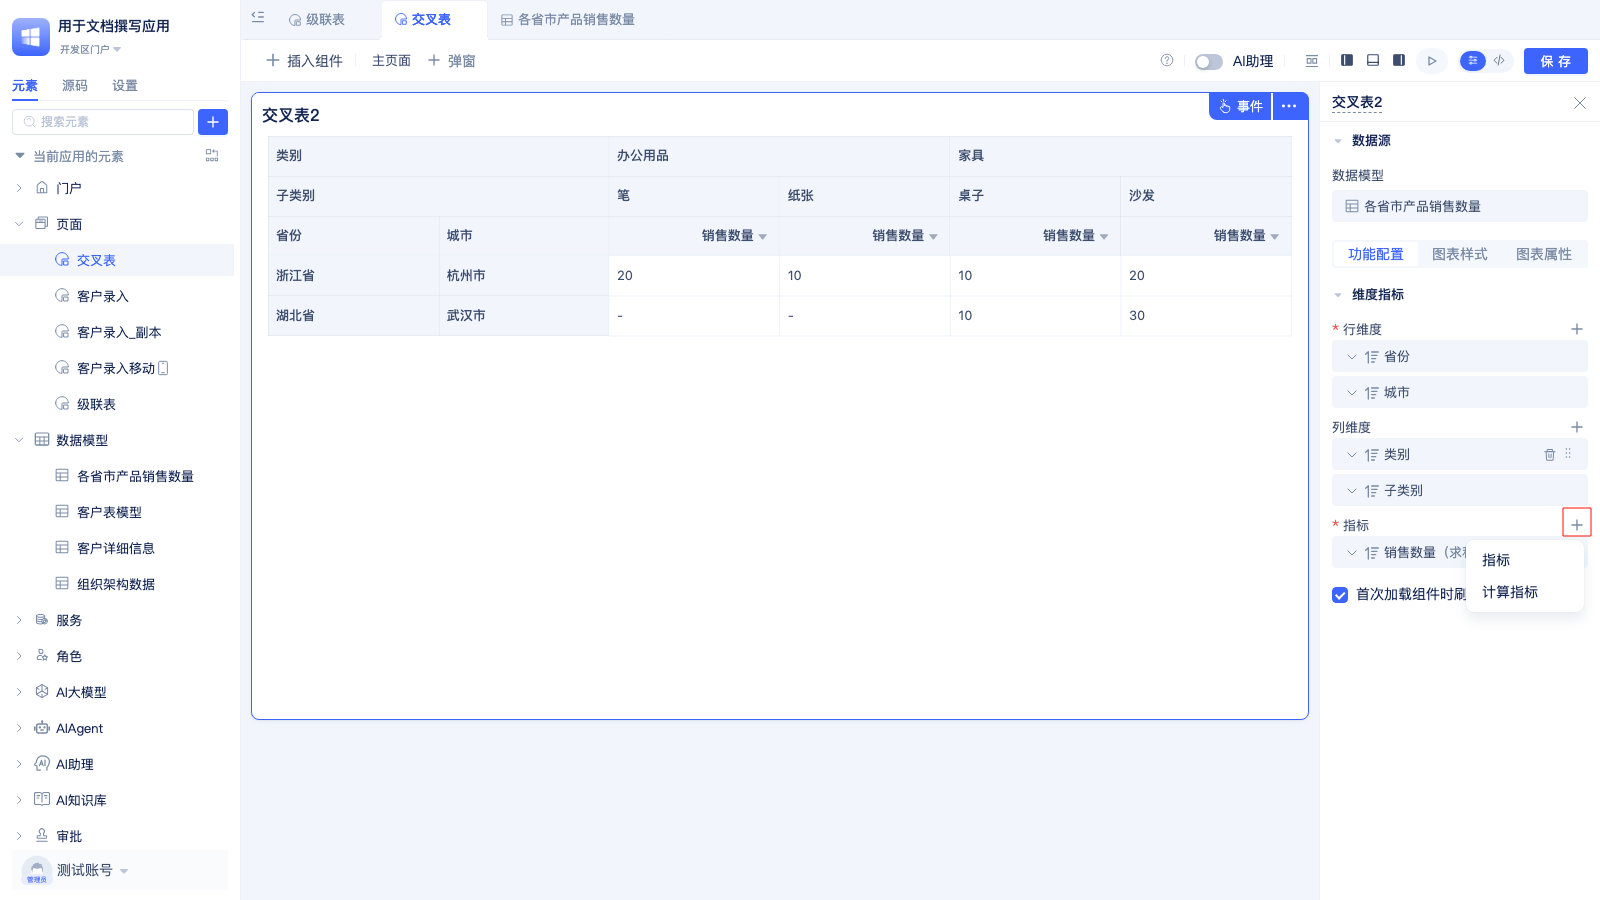 用于文档撰写应用
开发区门户
元素 源码 设置
搜索元素
当前应用的元素
门户
页面
交叉表
客户录入
客户录入_副本
客户录入移动
级联表
数据模型
各省市产品销售数量
客户表模型
客户详细信息
组织架构数据
服务
角色
AI大模型
AIAgent
AI助理
AI知识库
审批
管理员
测试账号
级联表 交叉表 各省市产品销售数量
插入组件 主页面 弹窗
AI助理
保存
交叉表2
事件
类别 办公用品 家具
子类别 笔 纸张 桌子 沙发
省份 城市 销售数量 销售数量 销售数量 销售数量
浙江省 杭州市 20 10 10 20
湖北省 武汉市 - - 10 30
交叉表2
数据源
数据模型
各省市产品销售数量
功能配置 图表样式 图表属性
维度指标
* 行维度
省份
城市
列维度
类别
子类别
* 指标
销售数量（求
指标
计算指标
首次加载组件时刷